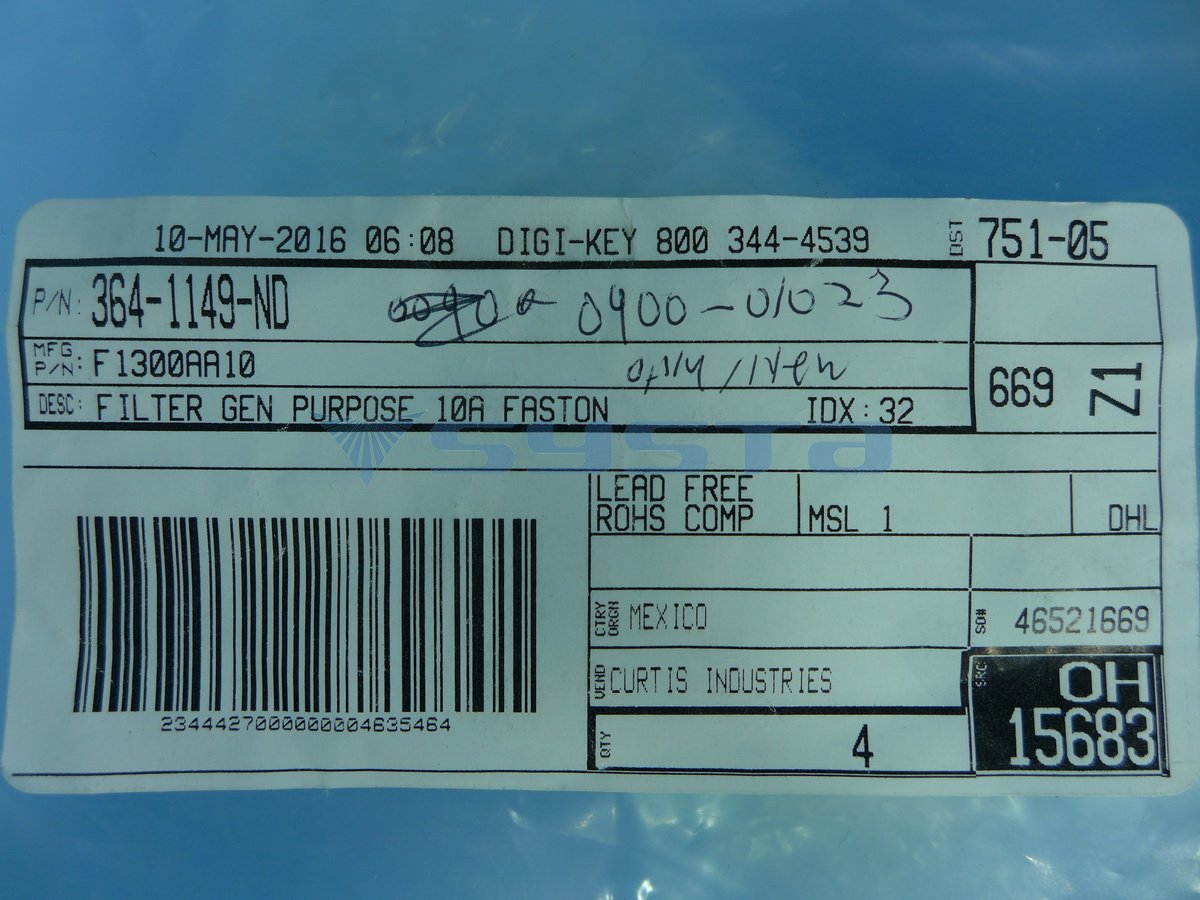 10-MAY-2016 06:08 DIGI-KEY 800 344-4539 DST 751-05
P/N: 364-1149-ND 0900-01023
MFG P/N: F1300AA10
DESC: FILTER GEN PURPOSE 10A FASTON IDX: 32
669 Z1
systa
LEAD FREE
ROHS COMP MSL 1 DHL
CTRY ORGN MEXICO SO# 46521669
VEND CURTIS INDUSTRIES
SRC OH
15683
QTY 4
23444270000000004635464